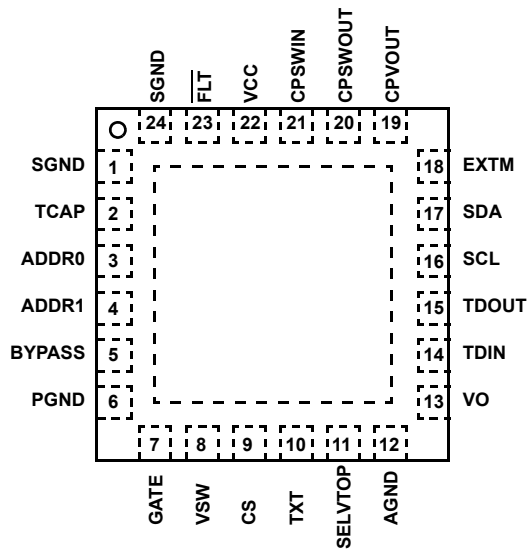 SGND
FLT
VCC
CPSWIN
CPSWOUT
CPVOUT
24
23
22
21
20
19
SGND 1
18 EXTM
TCAP 2
17 SDA
ADDR0 3
16 SCL
ADDR1 4
15 TDOUT
BYPASS 5
14 TDIN
PGND 6
13 VO
7
8
9
10
11
12
GATE
VSW
CS
TXT
SELVTOP
AGND